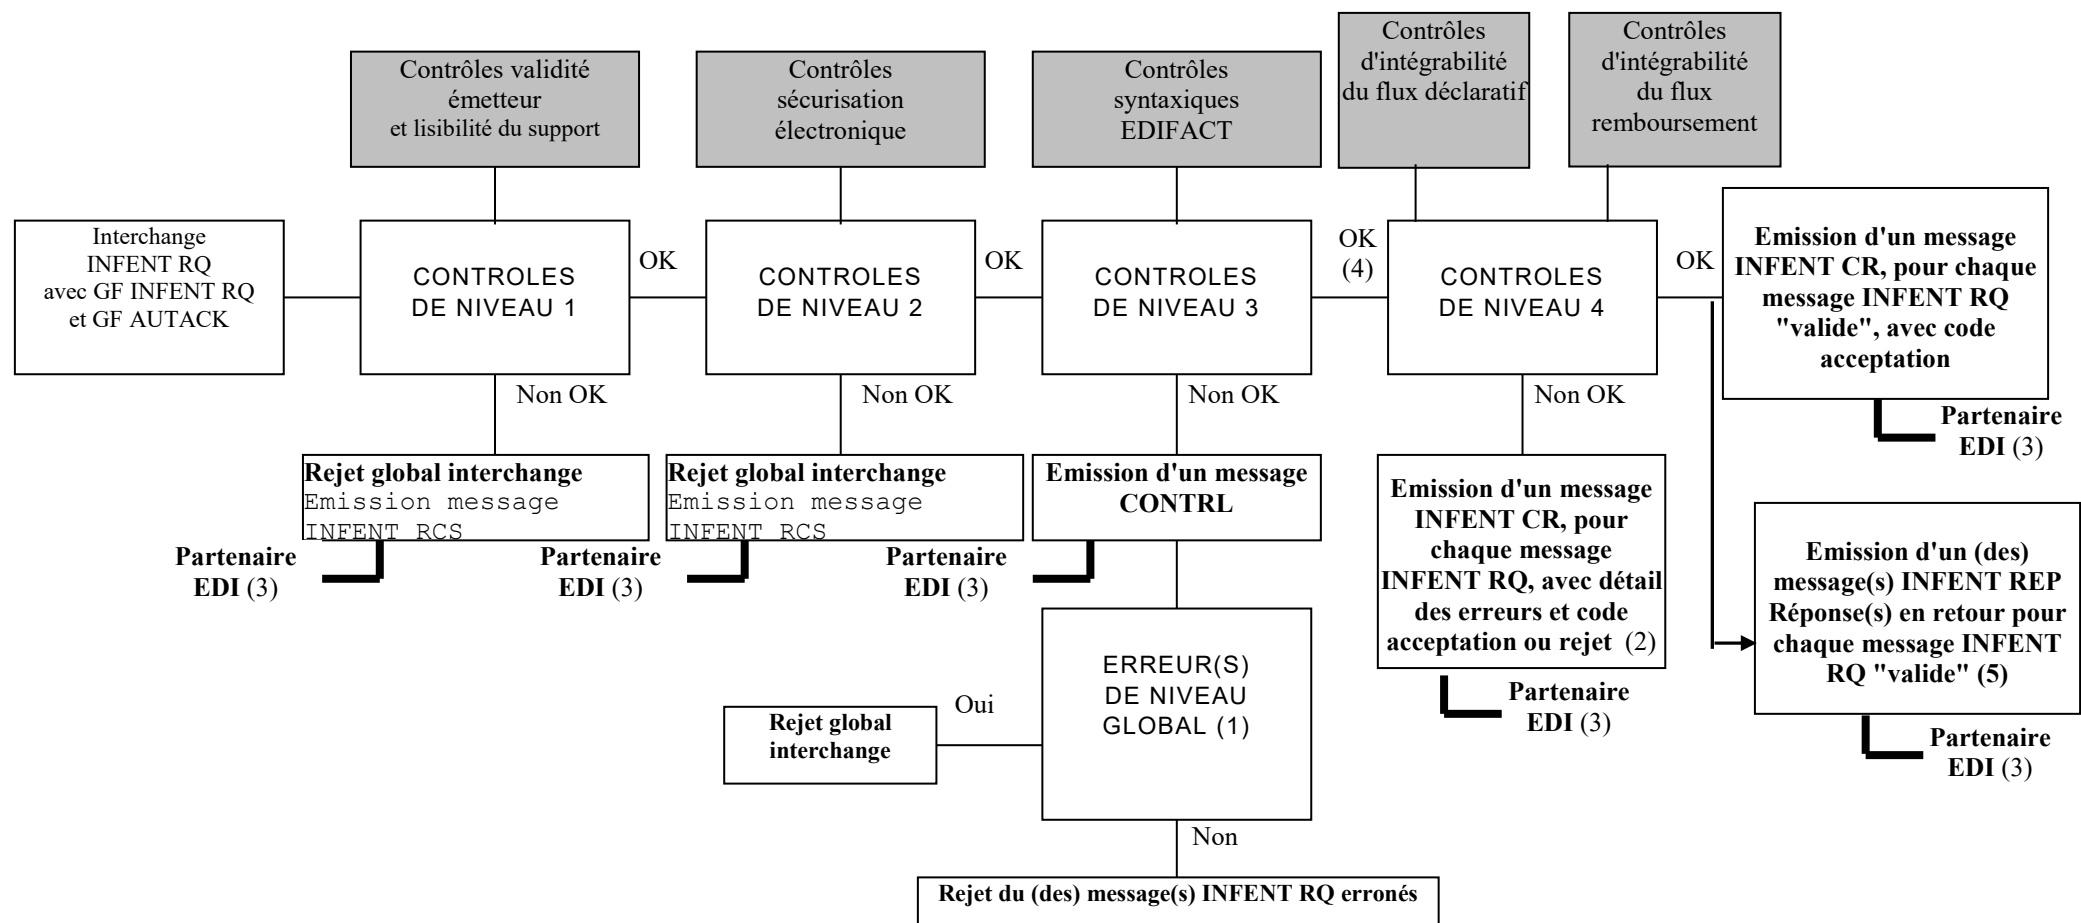 Contrôles validité
émetteur
et lisibilité du support
Contrôles
sécurisation
électronique
Contrôles
syntaxiques
EDIFACT
Contrôles
d'intégrabilité
du flux déclaratif
Contrôles
d'intégrabilité
du flux
remboursement
Interchange
INFENT RQ
avec GF INFENT RQ
et GF AUTACK
CONTROLES
DE NIVEAU 1
OK
CONTROLES
DE NIVEAU 2
OK
CONTROLES
DE NIVEAU 3
OK
(4)
CONTROLES
DE NIVEAU 4
OK
Emission d'un message
INFENT CR, pour chaque
message INFENT RQ
"valide", avec code
acceptation
Partenaire
EDI (3)
Non OK
Non OK
Non OK
Non OK
Rejet global interchange
Emission message
INFENT RCS
Partenaire
EDI (3)
Rejet global interchange
Emission message
INFENT RCS
Partenaire
EDI (3)
Emission d'un message
CONTRL
Partenaire
EDI (3)
Emission d'un message
INFENT CR, pour
chaque message
INFENT RQ, avec détail
des erreurs et code
acceptation ou rejet (2)
Partenaire
EDI (3)
Emission d'un (des)
message(s) INFENT REP
Réponse(s) en retour pour
chaque message INFENT
RQ "valide" (5)
Partenaire
EDI (3)
ERREUR(S)
DE NIVEAU
GLOBAL (1)
Oui
Rejet global
interchange
Non
Rejet du (des) message(s) INFENT RQ erronés